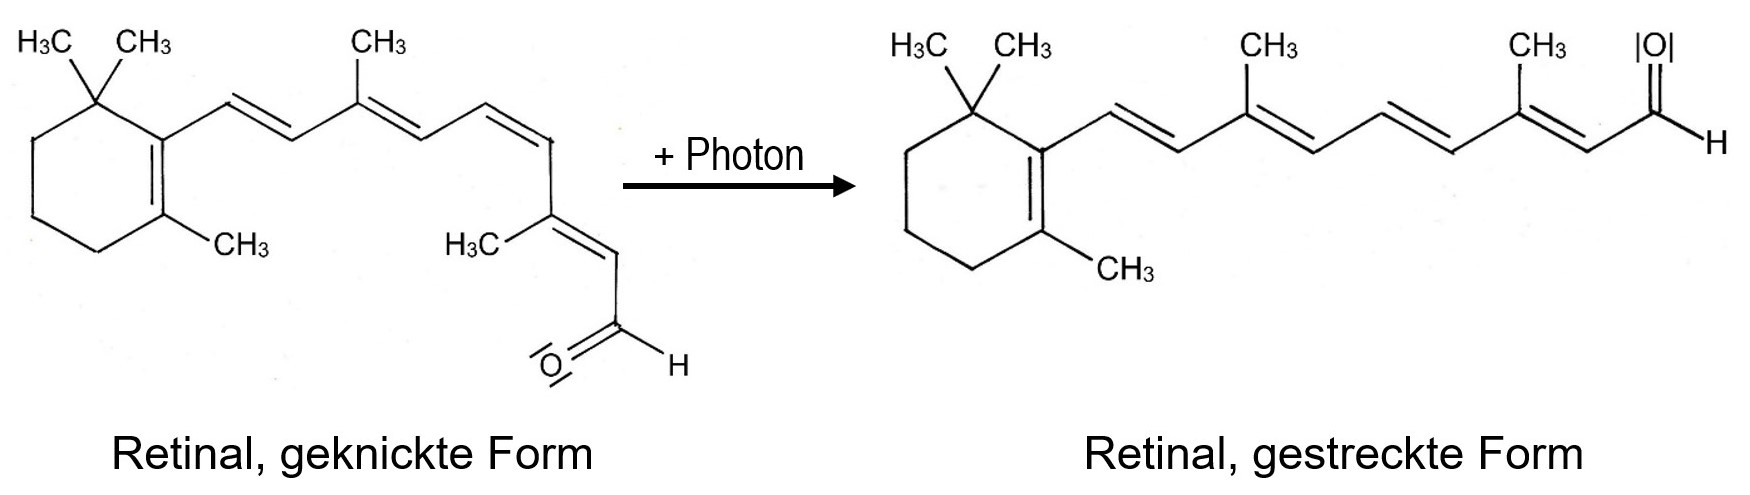 H₃C CH₃ CH₃
H₃C CH₃ CH₃ CH₃ |O|
H
+ Photon
H₃C CH₃
CH₃
O H
Retinal, geknickte Form
Retinal, gestreckte Form